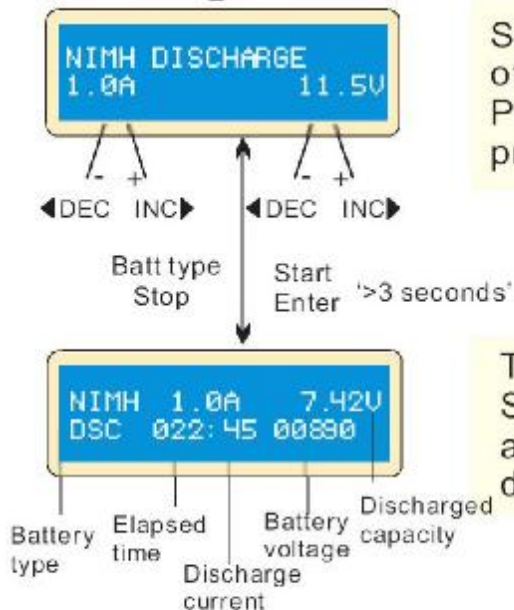 NIMH DISCHARGE
1.0A 11.5V
- +
- +
◀DEC INC▶
◀DEC INC▶
Batt type
Stop
Start
Enter '>3 seconds'
NIMH 1.0A 7.42V
DSC 022:45 00890
Battery
type
Elapsed
time
Discharge
current
Battery
voltage
Discharged
capacity